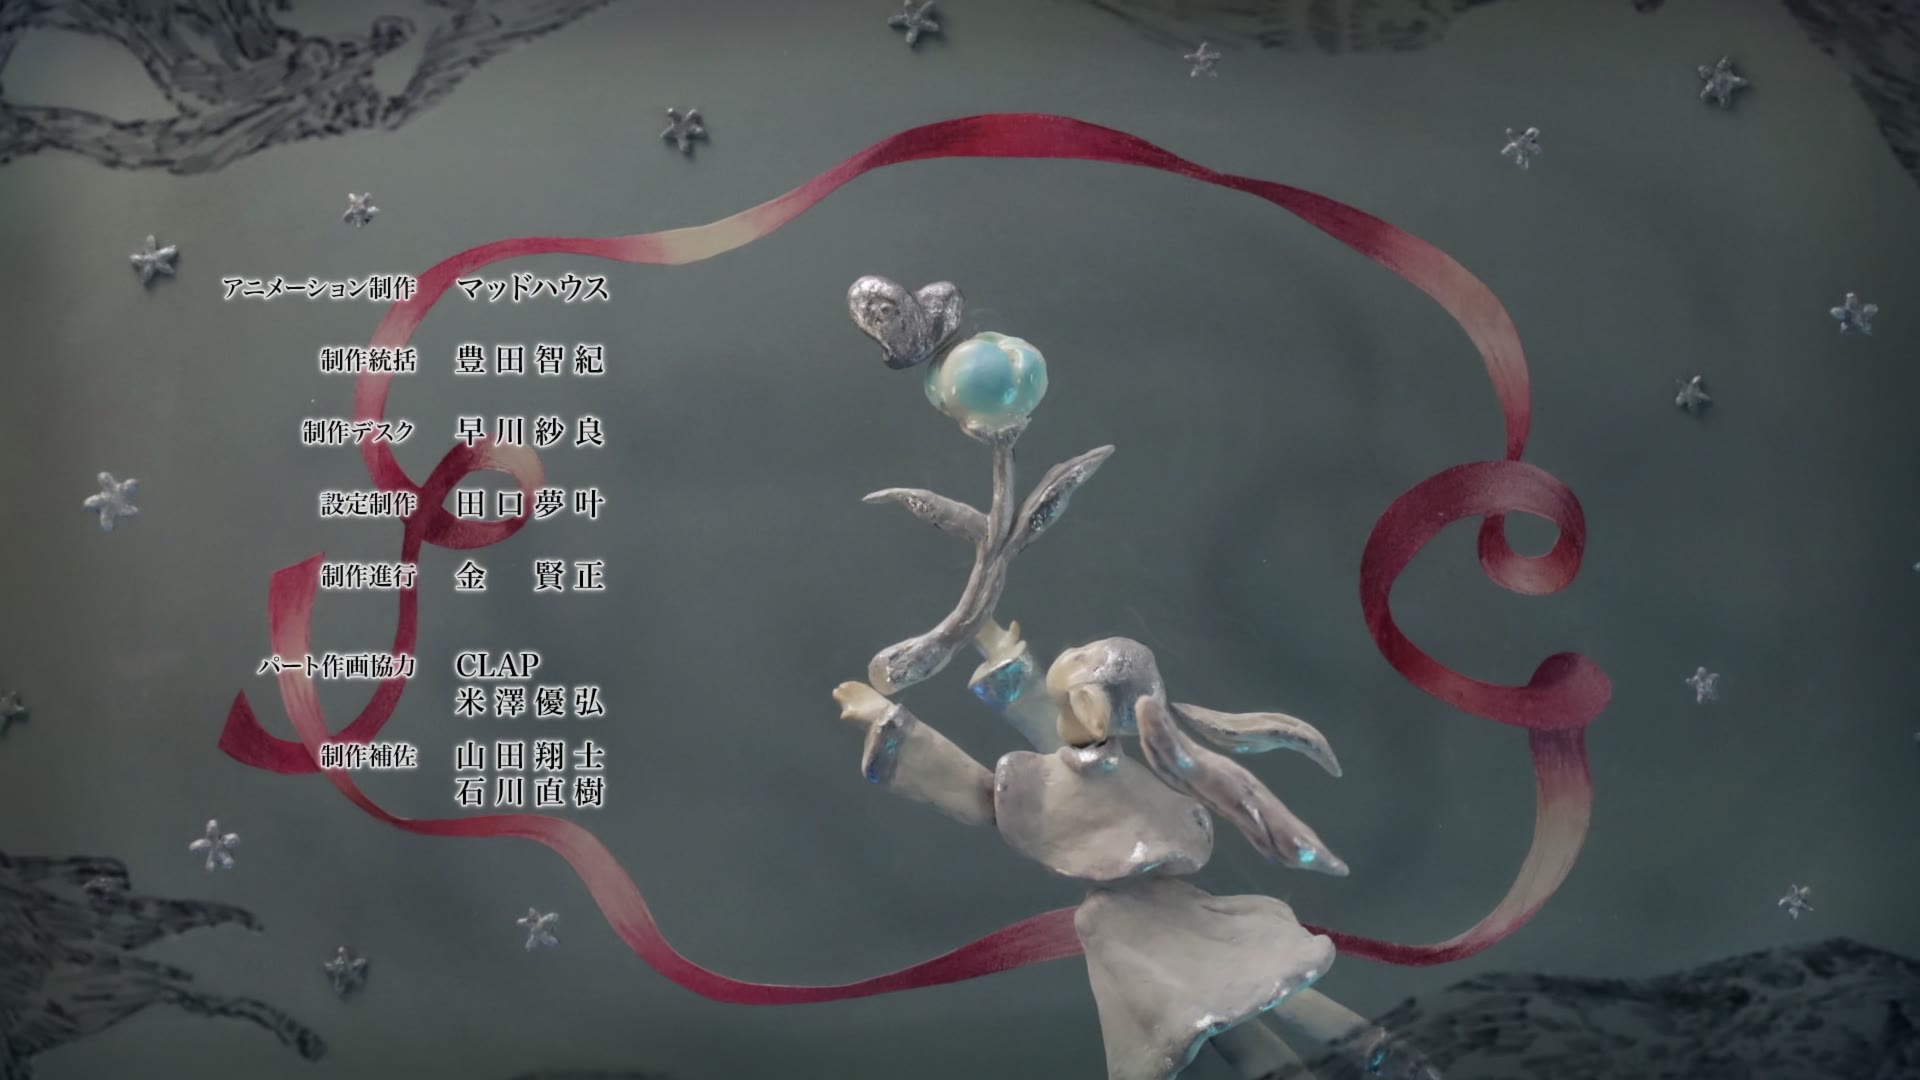 アニメーション制作 マッドハウス
制作統括 豊田智紀
制作デスク 早川紗良
設定制作 田口夢叶
制作進行 金 賢正
パート作画協力 CLAP
米澤優弘
制作補佐 山田翔士
石川直樹